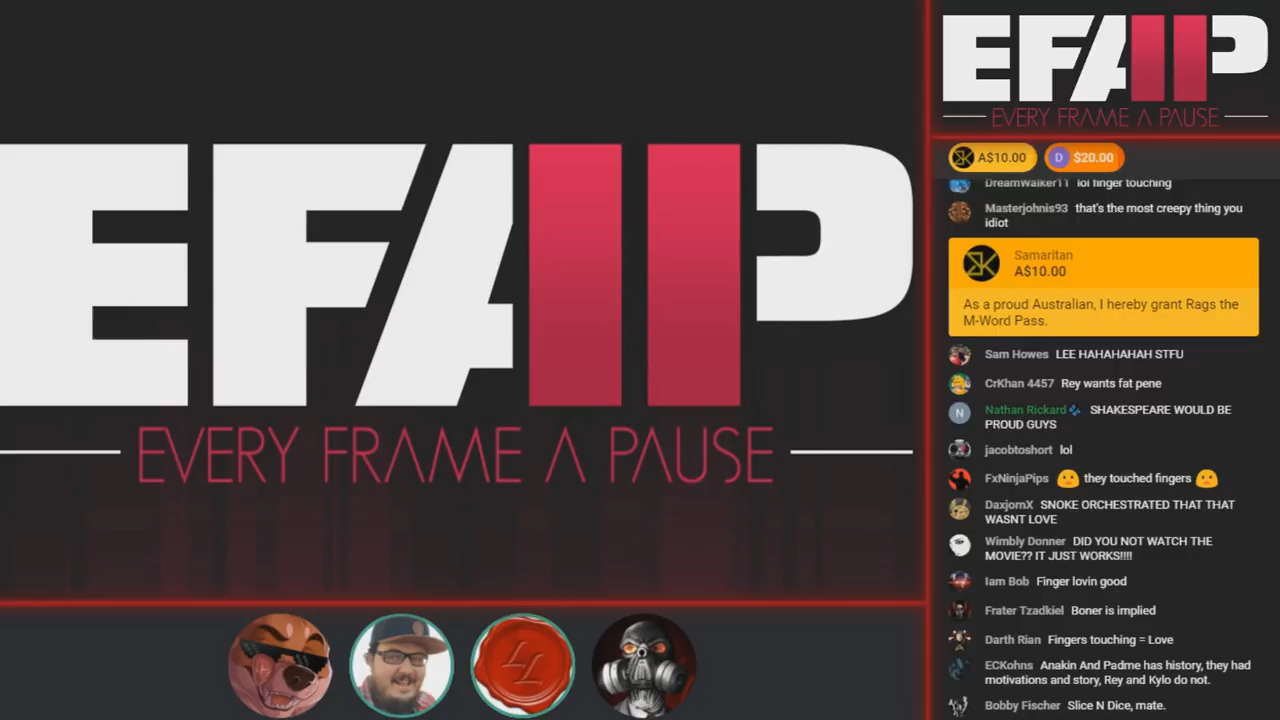 EFAP
EVERY FRAME A PAUSE
EFAP
EVERY FRAME A PAUSE
A$10.00 D $20.00
DreamWalker11 lol finger touching
Masterjohnis93 that's the most creepy thing you
idiot
Samaritan
A$10.00
As a proud Australian, I hereby grant Rags the
M-Word Pass.
Sam Howes LEE HAHAHAHAH STFU
CrKhan 4457 Rey wants fat pene
N Nathan Rickard SHAKESPEARE WOULD BE
PROUD GUYS
jacobtoshort lol
FxNinjaPips they touched fingers
DaxjomX SNOKE ORCHESTRATED THAT THAT
WASNT LOVE
Wimbly Donner DID YOU NOT WATCH THE
MOVIE?? IT JUST WORKS!!!!
Iam Bob Finger lovin good
Frater Tzadkiel Boner is implied
Darth Rian Fingers touching = Love
ECKohns Anakin And Padme has history, they had
motivations and story, Rey and Kylo do not.
Bobby Fischer Slice N Dice, mate.
LL